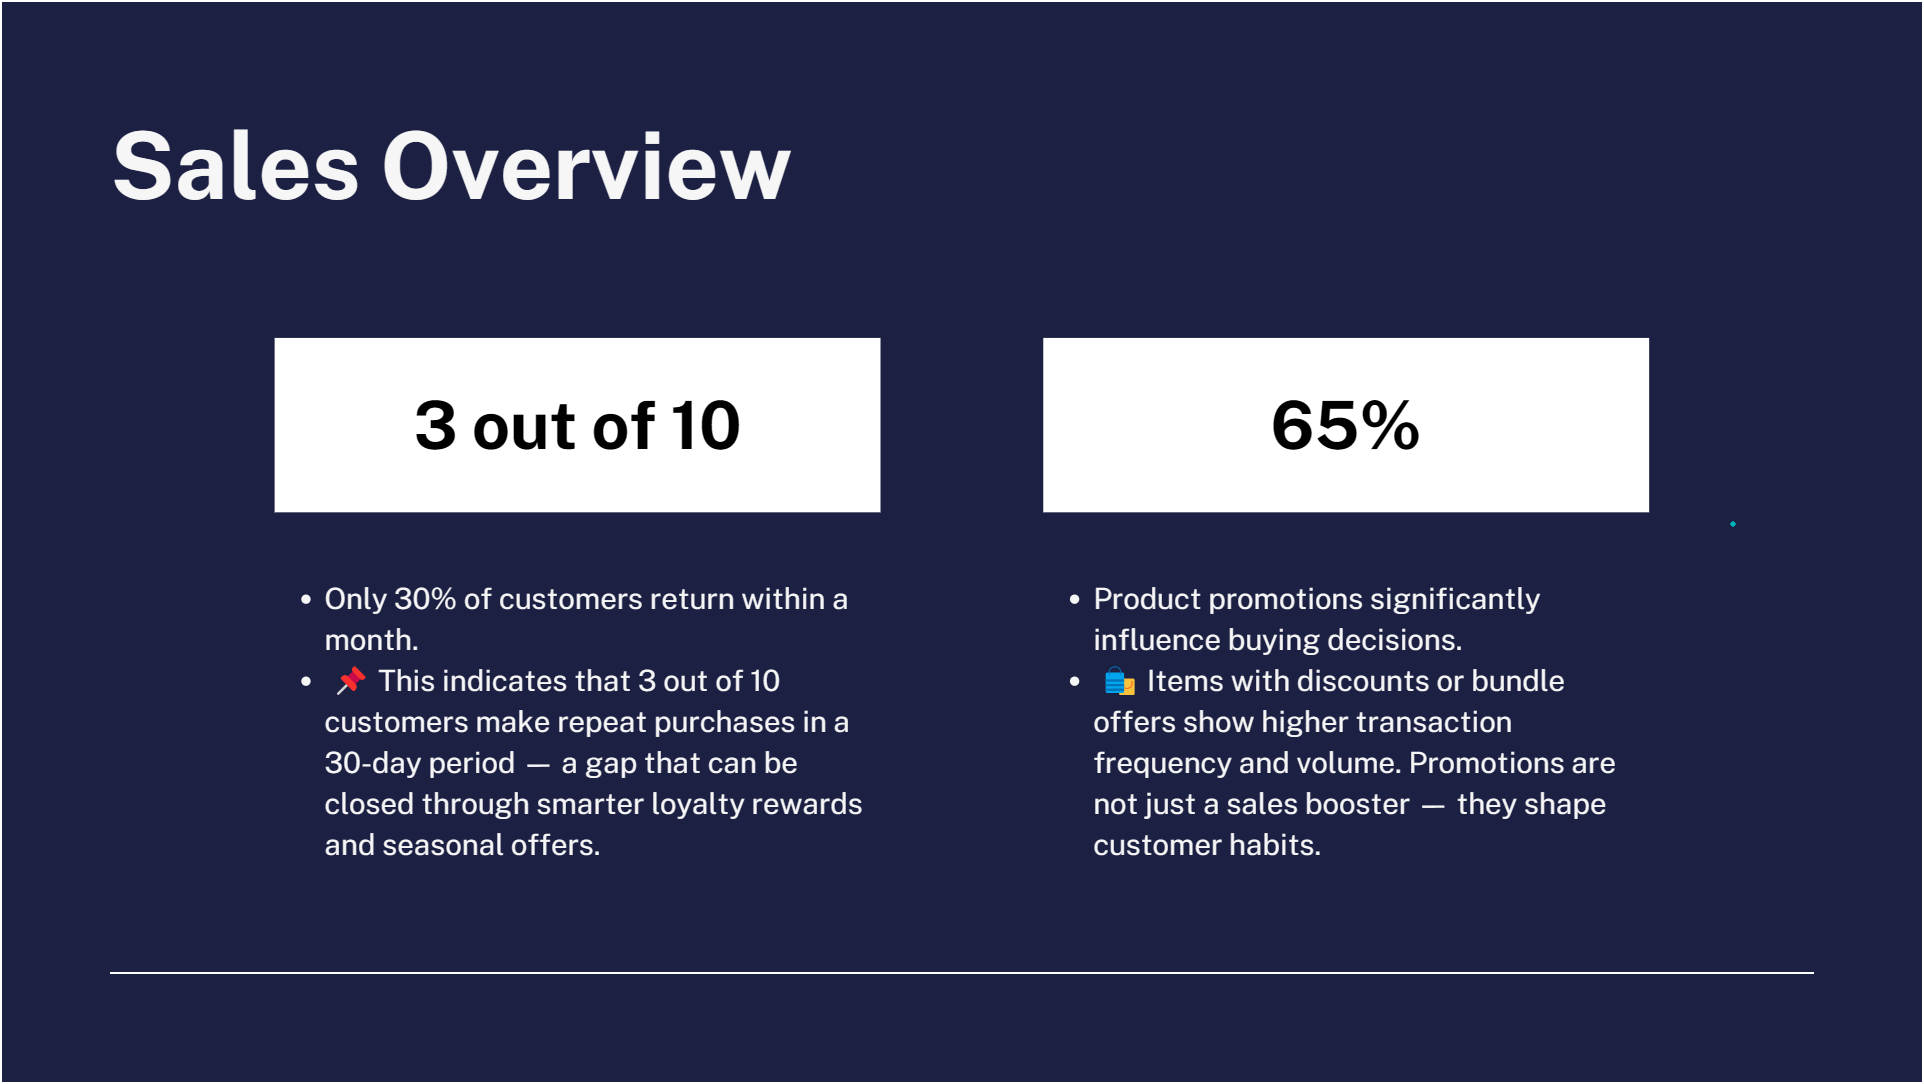 Sales Overview
3 out of 10
• Only 30% of customers return within a
month.
• 📌 This indicates that 3 out of 10
customers make repeat purchases in a
30-day period — a gap that can be
closed through smarter loyalty rewards
and seasonal offers.
65%
• Product promotions significantly
influence buying decisions.
• 🛍️ Items with discounts or bundle
offers show higher transaction
frequency and volume. Promotions are
not just a sales booster — they shape
customer habits.